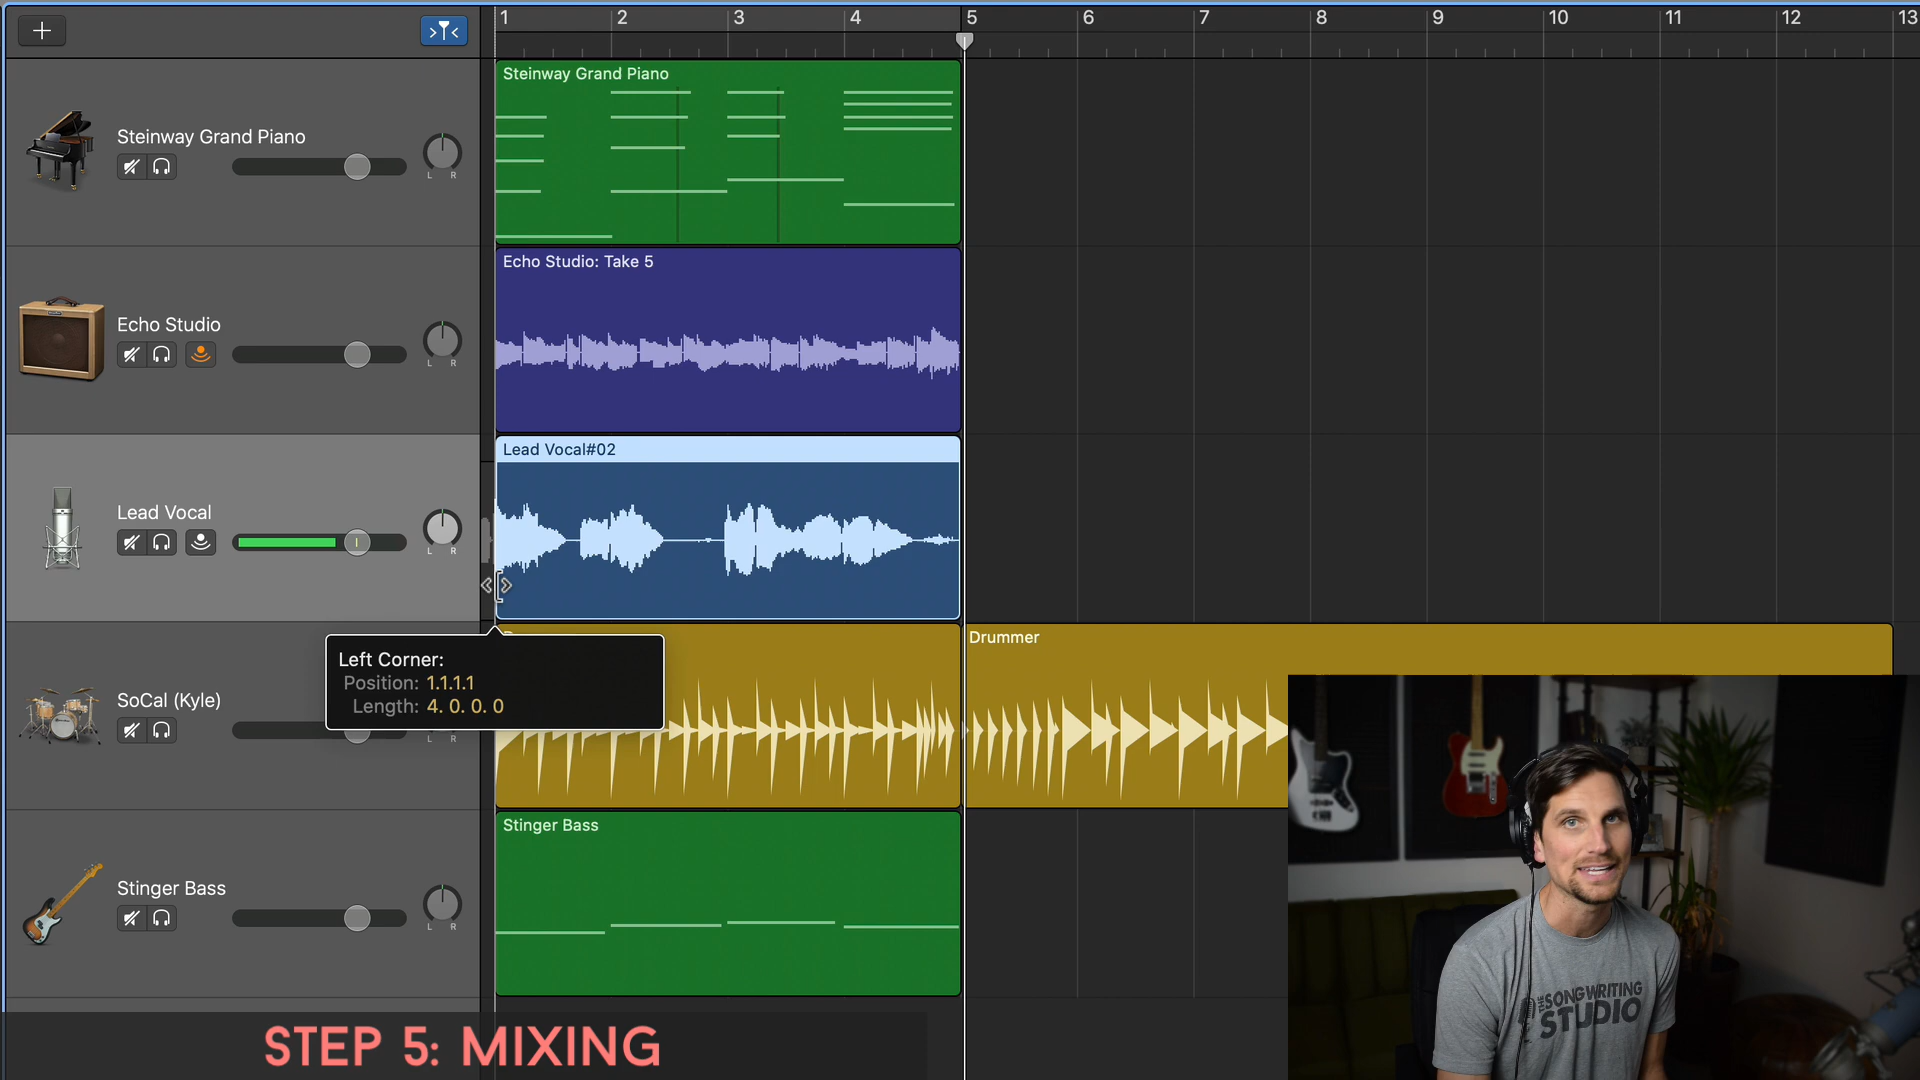 1 2 3 4 5 6 7 8 9 10 11 12 13
Steinway Grand Piano
L R
Steinway Grand Piano
Echo Studio
L R
Echo Studio: Take 5
Lead Vocal
L R
Lead Vocal#02
Left Corner:
Position: 1.1.1.1
Length: 4. 0. 0. 0
SoCal (Kyle)
L R
Drummer
Stinger Bass
L R
Stinger Bass
THE
SONGWRITING
STUDIO
STEP 5: MIXING